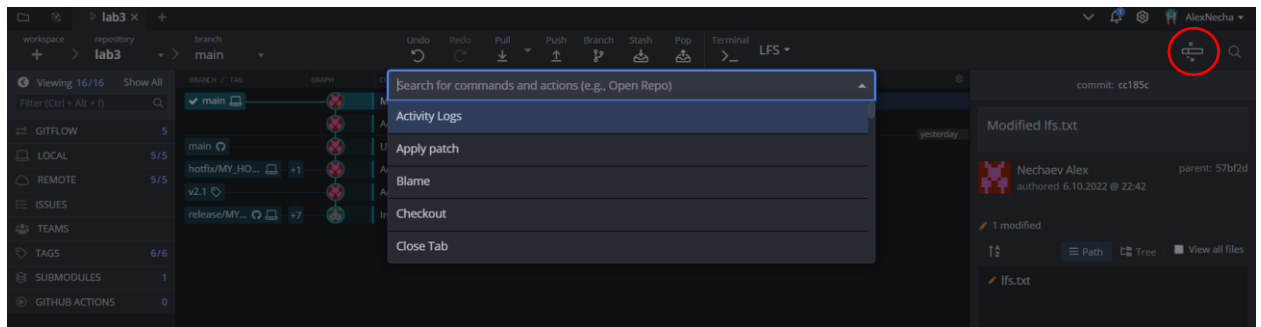 lab3
AlexNecha
workspace repository branch
lab3 main
Undo Redo Pull Push Branch Stash Pop Terminal
LFS
Viewing 16/16 Show All
Filter (Ctrl + Alt + f)
GITFLOW 5
LOCAL 5/5
REMOTE 5/5
ISSUES
TEAMS
TAGS 6/6
SUBMODULES 1
GITHUB ACTIONS 0
BRANCH / TAG GRAPH
main
main
hotfix/MY_HO... +1
v2.1
release/MY... +7
Search for commands and actions (e.g., Open Repo)
Activity Logs
Apply patch
Blame
Checkout
Close Tab
yesterday
commit: cc185c
Modified lfs.txt
Nechaev Alex parent: 57bf2d
authored 6.10.2022 @ 22:42
1 modified
Path Tree View all files
lfs.txt